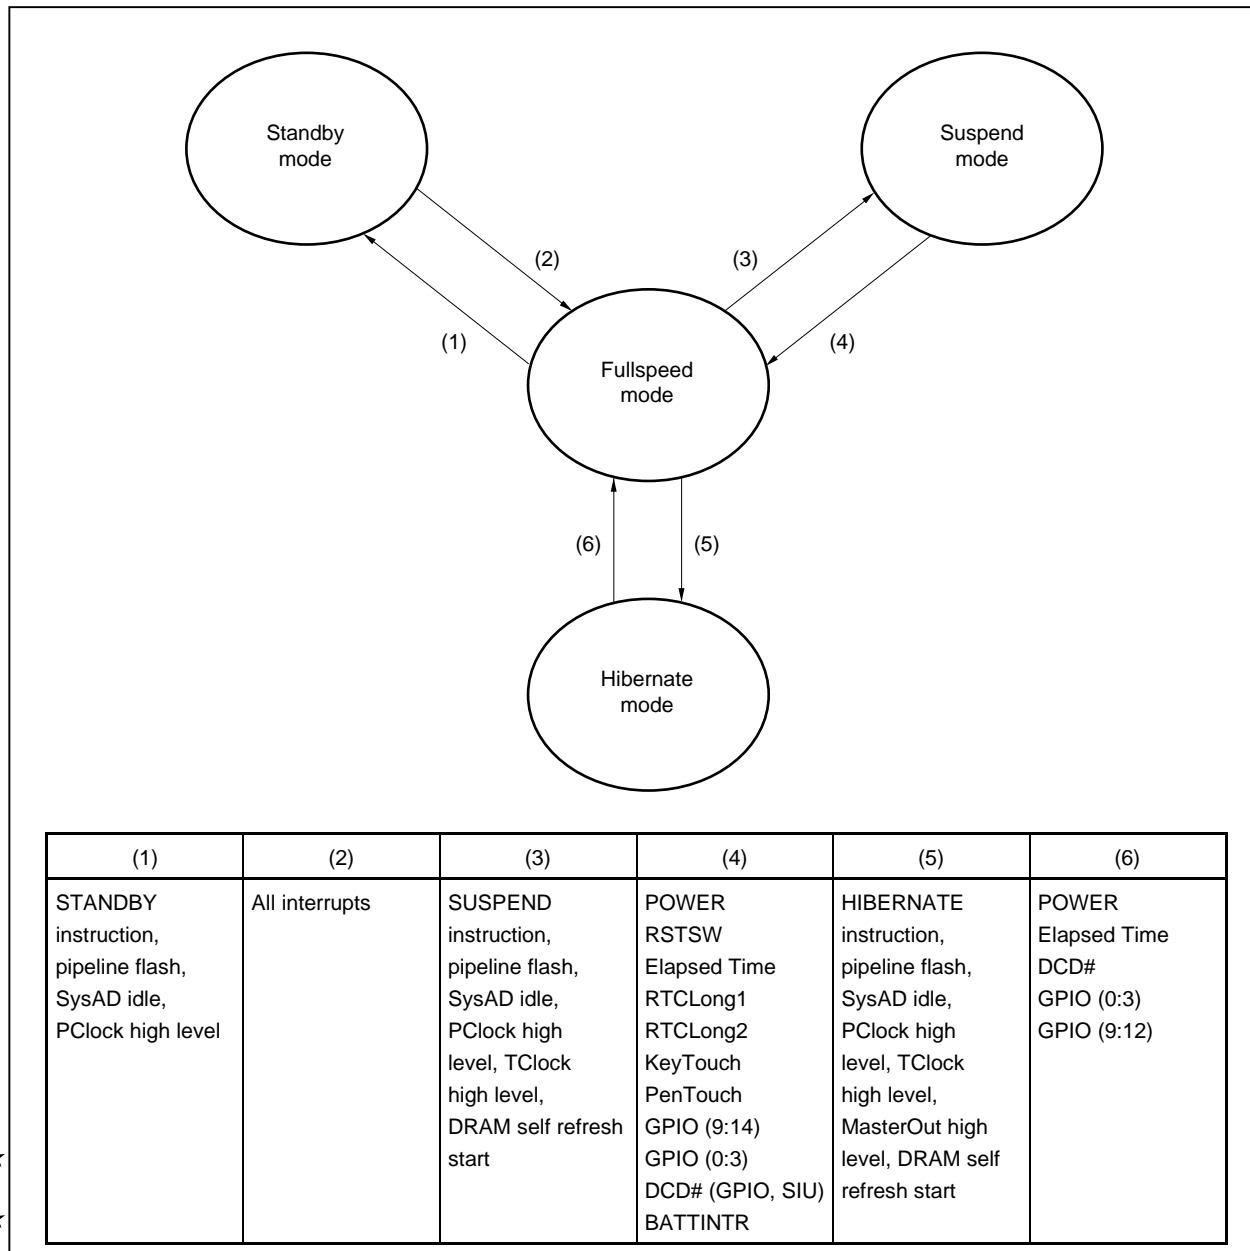 Standby
mode
Suspend
mode
(2)
(3)
(1)
(4)
Fullspeed
mode
(6)
(5)
Hibernate
mode
(1)
(2)
(3)
(4)
(5)
(6)
STANDBY
instruction,
pipeline flash,
SysAD idle,
PClock high level
All interrupts
SUSPEND
instruction,
pipeline flash,
SysAD idle,
PClock high
level, TClock
high level,
DRAM self refresh
start
POWER
RSTSW
Elapsed Time
RTCLong1
RTCLong2
KeyTouch
PenTouch
GPIO (9:14)
GPIO (0:3)
DCD# (GPIO, SIU)
BATTINTR
HIBERNATE
instruction,
pipeline flash,
SysAD idle,
PClock high
level, TClock
high level,
MasterOut high
level, DRAM self
refresh start
POWER
Elapsed Time
DCD#
GPIO (0:3)
GPIO (9:12)